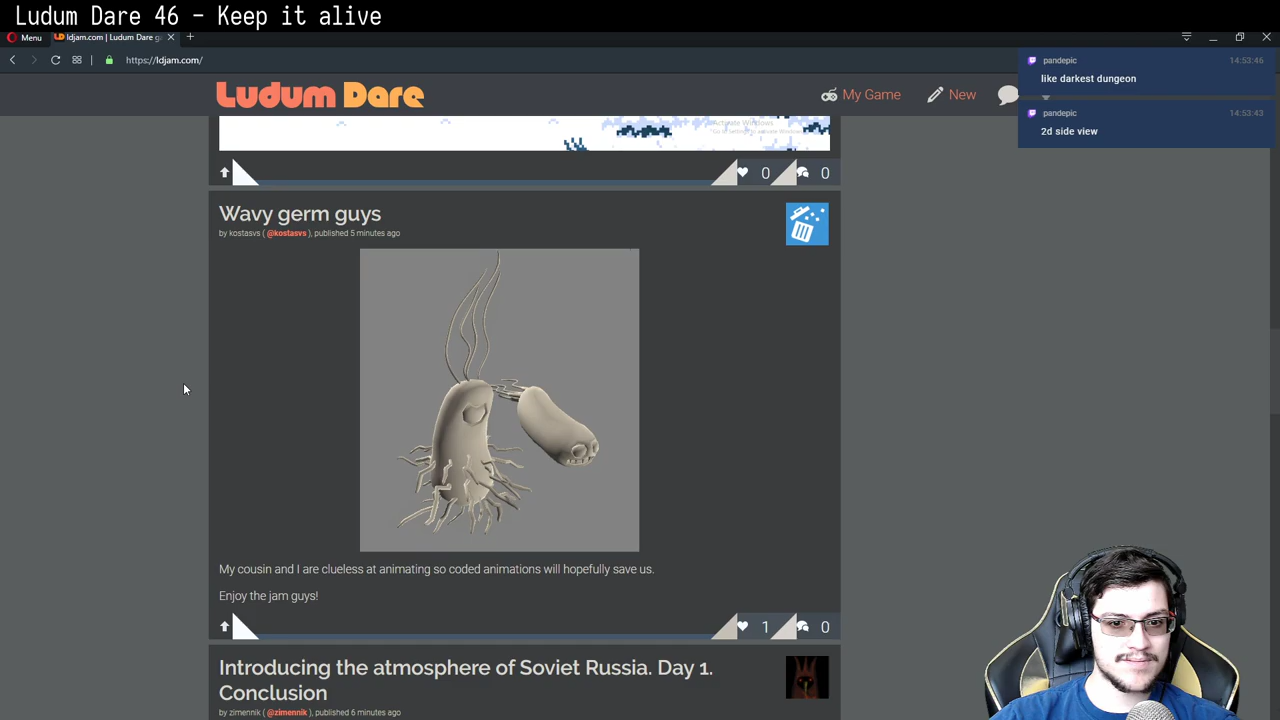 Ludum Dare 46 - Keep it alive
Menu
ldjam.com | Ludum Dare g
https://ldjam.com/
pandepic 14:53:46
like darkest dungeon
pandepic 14:53:43
2d side view
Ludum Dare
My Game
New
Activate Windows
0 0
Wavy germ guys
by kostasvs ( @kostasvs ), published 5 minutes ago
My cousin and I are clueless at animating so coded animations will hopefully save us.
Enjoy the jam guys!
1 0
Introducing the atmosphere of Soviet Russia. Day 1.
Conclusion
by zimennik ( @zimennik ), published 6 minutes ago